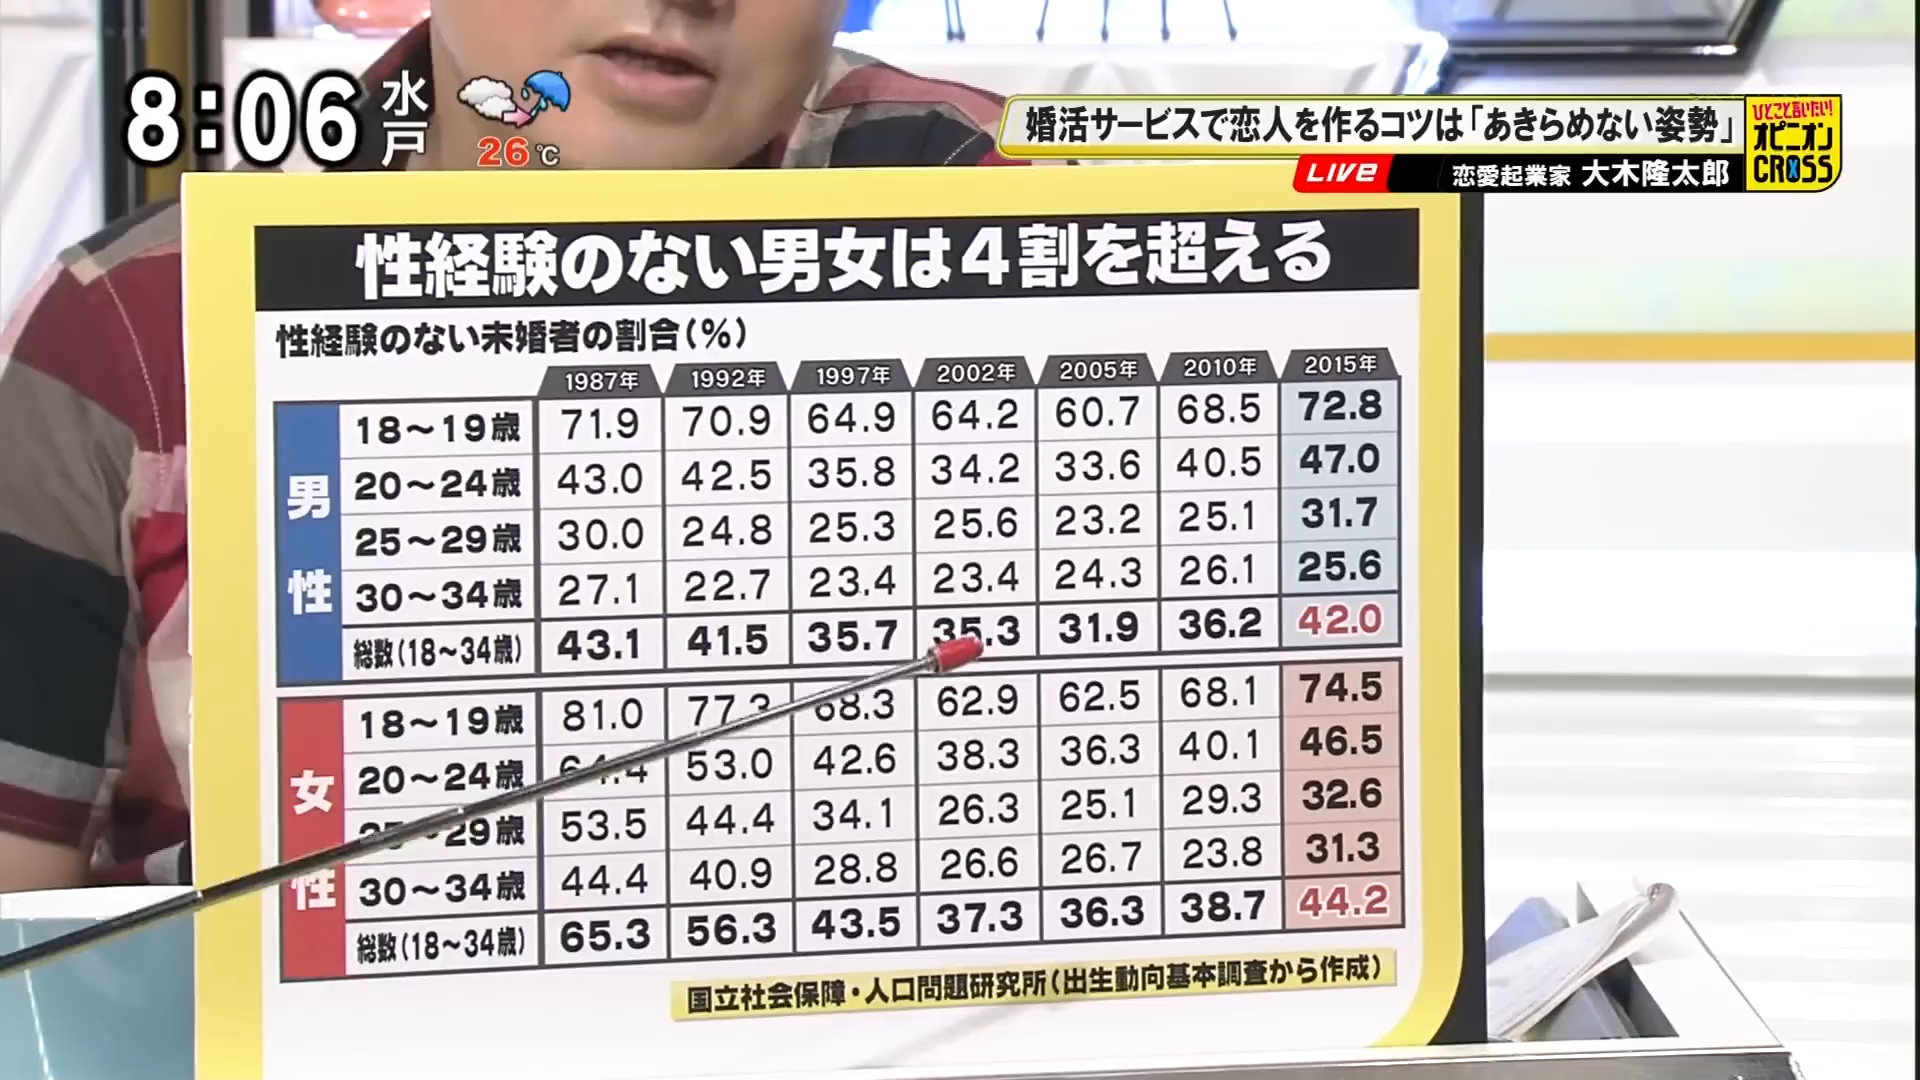 8:06
水戸
26℃
婚活サービスで恋人を作るコツは「あきらめない姿勢」
ひとこと言いたい!
オピニオン
CROSS
LIVE 恋愛起業家 大木隆太郎
性経験のない男女は4割を超える
性経験のない未婚者の割合(%)
1987年 1992年 1997年 2002年 2005年 2010年 2015年
男性
18〜19歳 71.9 70.9 64.9 64.2 60.7 68.5 72.8
20〜24歳 43.0 42.5 35.8 34.2 33.6 40.5 47.0
25〜29歳 30.0 24.8 25.3 25.6 23.2 25.1 31.7
30〜34歳 27.1 22.7 23.4 23.4 24.3 26.1 25.6
総数(18〜34歳) 43.1 41.5 35.7 35.3 31.9 36.2 42.0
女性
18〜19歳 81.0 77.3 68.3 62.9 62.5 68.1 74.5
20〜24歳 64.4 53.0 42.6 38.3 36.3 40.1 46.5
25〜29歳 53.5 44.4 34.1 26.3 25.1 29.3 32.6
30〜34歳 44.4 40.9 28.8 26.6 26.7 23.8 31.3
総数(18〜34歳) 65.3 56.3 43.5 37.3 36.3 38.7 44.2
国立社会保障・人口問題研究所(出生動向基本調査から作成)